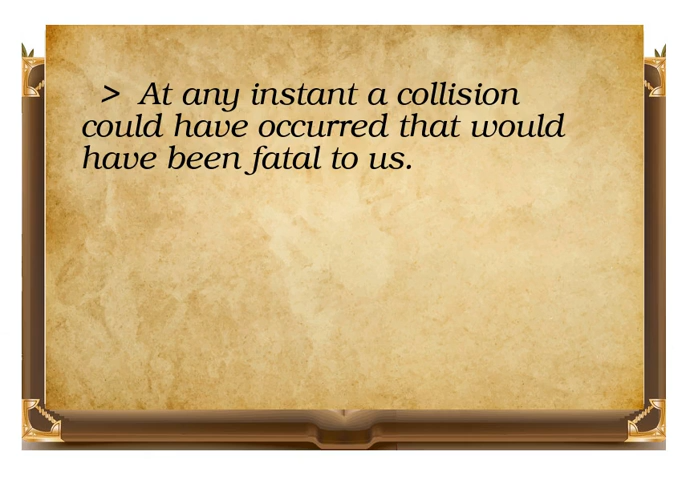 > At any instant a collision
could have occurred that would
have been fatal to us.